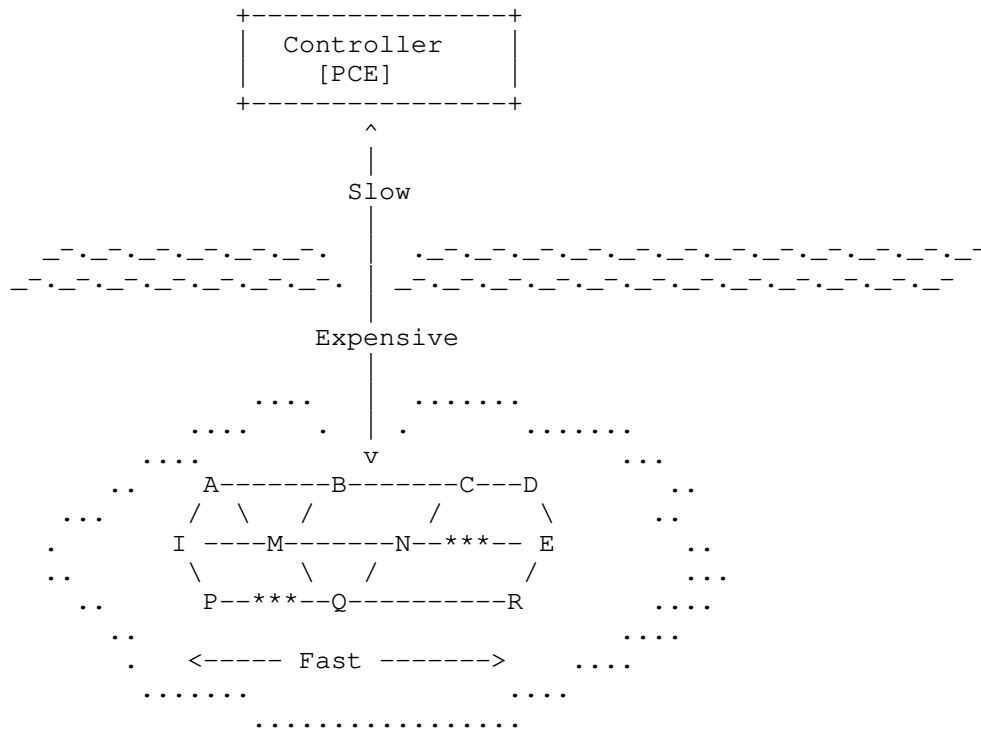 Controller
[PCE]
Slow
Expensive
A-------B-------C---D
I ----M-------N--***-- E
P--***--Q----------R
<----- Fast ------->